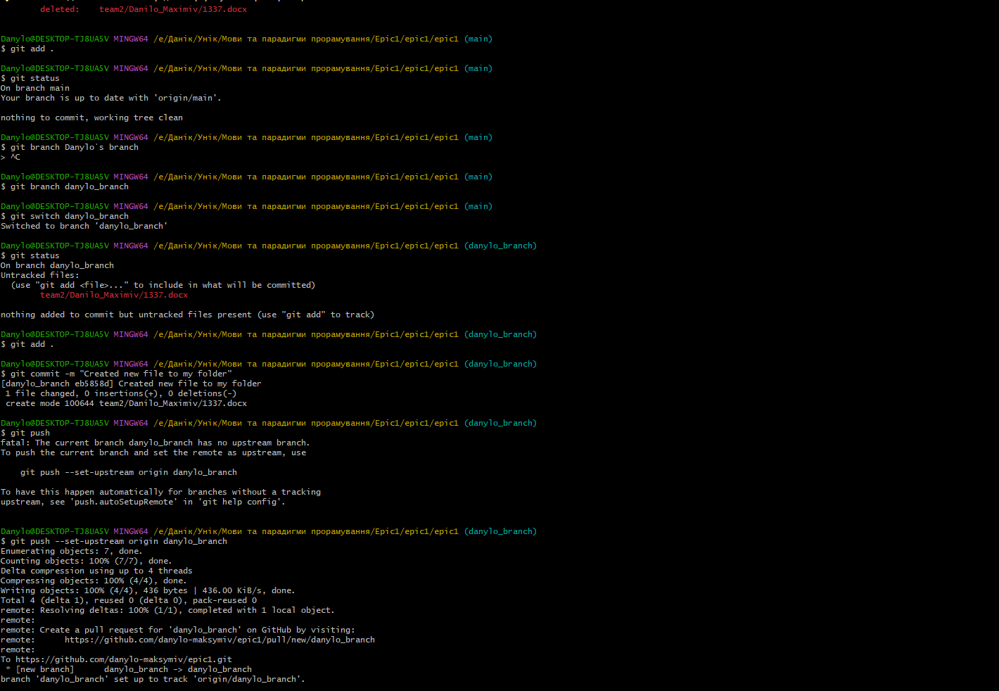 deleted:    team2/Danilo_Maximiv/1337.docx
Danylo@DESKTOP-TJ8UA5V MINGW64 /e/Данік/Унік/Мови та парадигми прорамування/Epic1/epic1/epic1 (main)
$ git add .
Danylo@DESKTOP-TJ8UA5V MINGW64 /e/Данік/Унік/Мови та парадигми прорамування/Epic1/epic1/epic1 (main)
$ git status
On branch main
Your branch is up to date with 'origin/main'.
nothing to commit, working tree clean
Danylo@DESKTOP-TJ8UA5V MINGW64 /e/Данік/Унік/Мови та парадигми прорамування/Epic1/epic1/epic1 (main)
$ git branch Danylo`s branch
> ^C
Danylo@DESKTOP-TJ8UA5V MINGW64 /e/Данік/Унік/Мови та парадигми прорамування/Epic1/epic1/epic1 (main)
$ git branch danylo_branch
Danylo@DESKTOP-TJ8UA5V MINGW64 /e/Данік/Унік/Мови та парадигми прорамування/Epic1/epic1/epic1 (main)
$ git switch danylo_branch
Switched to branch 'danylo_branch'
Danylo@DESKTOP-TJ8UA5V MINGW64 /e/Данік/Унік/Мови та парадигми прорамування/Epic1/epic1/epic1 (danylo_branch)
$ git status
On branch danylo_branch
Untracked files:
  (use "git add <file>..." to include in what will be committed)
        team2/Danilo_Maximiv/1337.docx
nothing added to commit but untracked files present (use "git add" to track)
Danylo@DESKTOP-TJ8UA5V MINGW64 /e/Данік/Унік/Мови та парадигми прорамування/Epic1/epic1/epic1 (danylo_branch)
$ git add .
Danylo@DESKTOP-TJ8UA5V MINGW64 /e/Данік/Унік/Мови та парадигми прорамування/Epic1/epic1/epic1 (danylo_branch)
$ git commit -m "Created new file to my folder"
[danylo_branch eb5858d] Created new file to my folder
 1 file changed, 0 insertions(+), 0 deletions(-)
 create mode 100644 team2/Danilo_Maximiv/1337.docx
Danylo@DESKTOP-TJ8UA5V MINGW64 /e/Данік/Унік/Мови та парадигми прорамування/Epic1/epic1/epic1 (danylo_branch)
$ git push
fatal: The current branch danylo_branch has no upstream branch.
To push the current branch and set the remote as upstream, use
    git push --set-upstream origin danylo_branch
To have this happen automatically for branches without a tracking
upstream, see 'push.autoSetupRemote' in 'git help config'.
Danylo@DESKTOP-TJ8UA5V MINGW64 /e/Данік/Унік/Мови та парадигми прорамування/Epic1/epic1/epic1 (danylo_branch)
$ git push --set-upstream origin danylo_branch
Enumerating objects: 7, done.
Counting objects: 100% (7/7), done.
Delta compression using up to 4 threads
Compressing objects: 100% (4/4), done.
Writing objects: 100% (4/4), 436 bytes | 436.00 KiB/s, done.
Total 4 (delta 1), reused 0 (delta 0), pack-reused 0
remote: Resolving deltas: 100% (1/1), completed with 1 local object.
remote:
remote: Create a pull request for 'danylo_branch' on GitHub by visiting:
remote:      https://github.com/danylo-maksymiv/epic1/pull/new/danylo_branch
remote:
To https://github.com/danylo-maksymiv/epic1.git
 * [new branch]      danylo_branch -> danylo_branch
branch 'danylo_branch' set up to track 'origin/danylo_branch'.